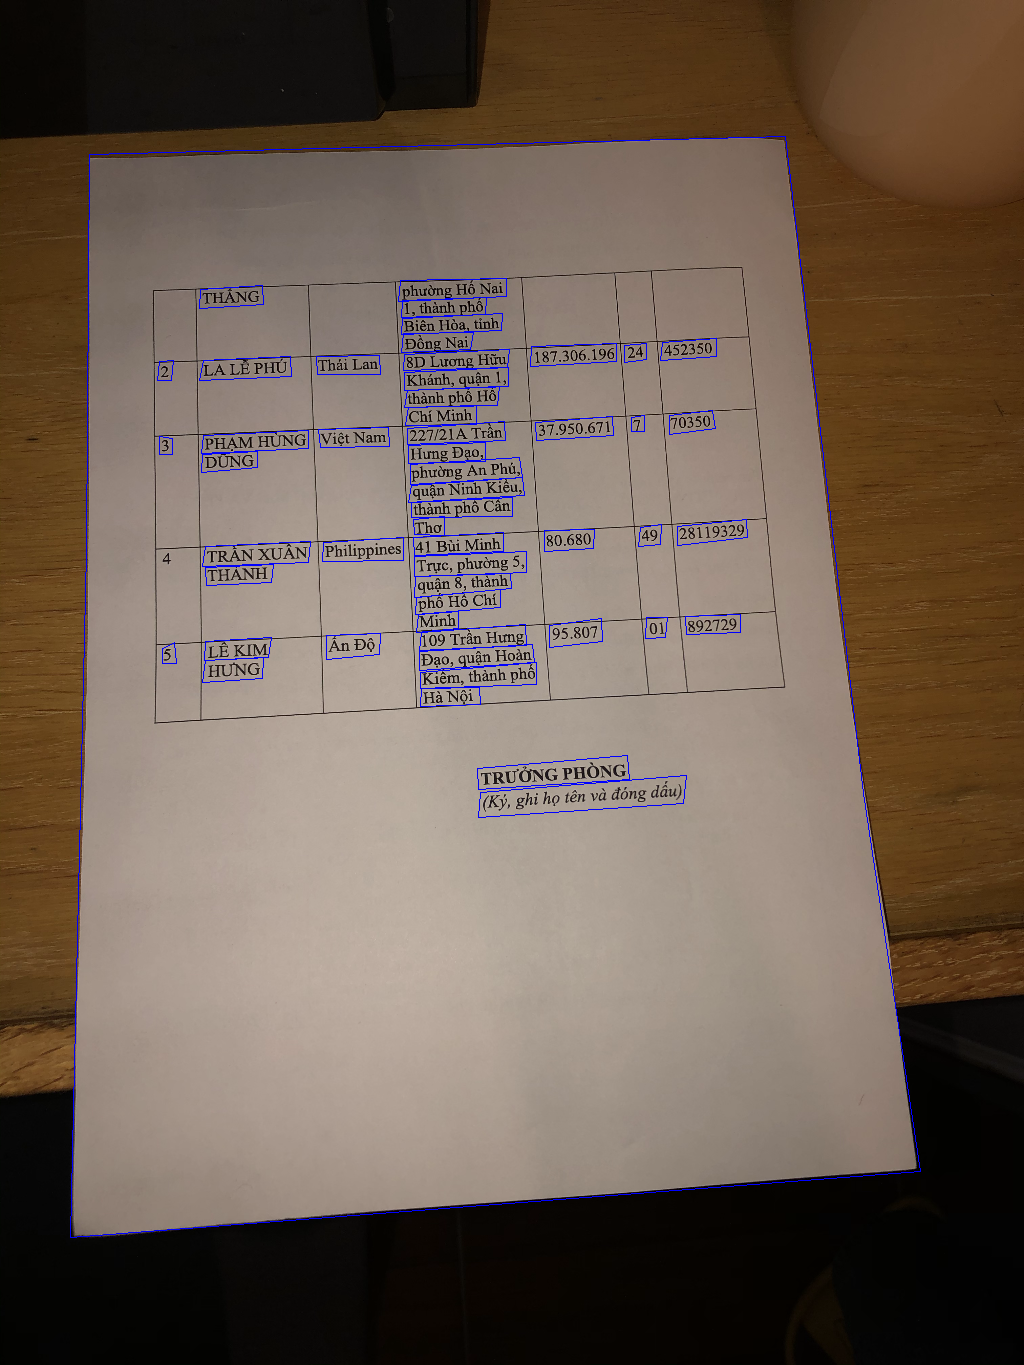 THẮNG
phường Hố Nai
1, thành phố
Biên Hòa, tỉnh
Đồng Nai
2
LA LỄ PHÚ
Thái Lan
8D Lương Hữu
Khánh, quận 1,
thành phố Hồ
Chí Minh
187.306.196
24
452350
3
PHẠM HÙNG
DŨNG
Việt Nam
227/21A Trần
Hưng Đạo,
phường An Phú,
quận Ninh Kiều,
thành phố Cần
Thơ
37.950.671
7
70350
4
TRẦN XUÂN
THANH
Philippines
41 Bùi Minh
Trực, phường 5,
quận 8, thành
phố Hồ Chí
Minh
80.680
49
28119329
5
LÊ KIM
HƯNG
Ấn Độ
109 Trần Hưng
Đạo, quận Hoàn
Kiếm, thành phố
Hà Nội
95.807
01
892729
TRƯỞNG PHÒNG
(Ký, ghi họ tên và đóng dấu)